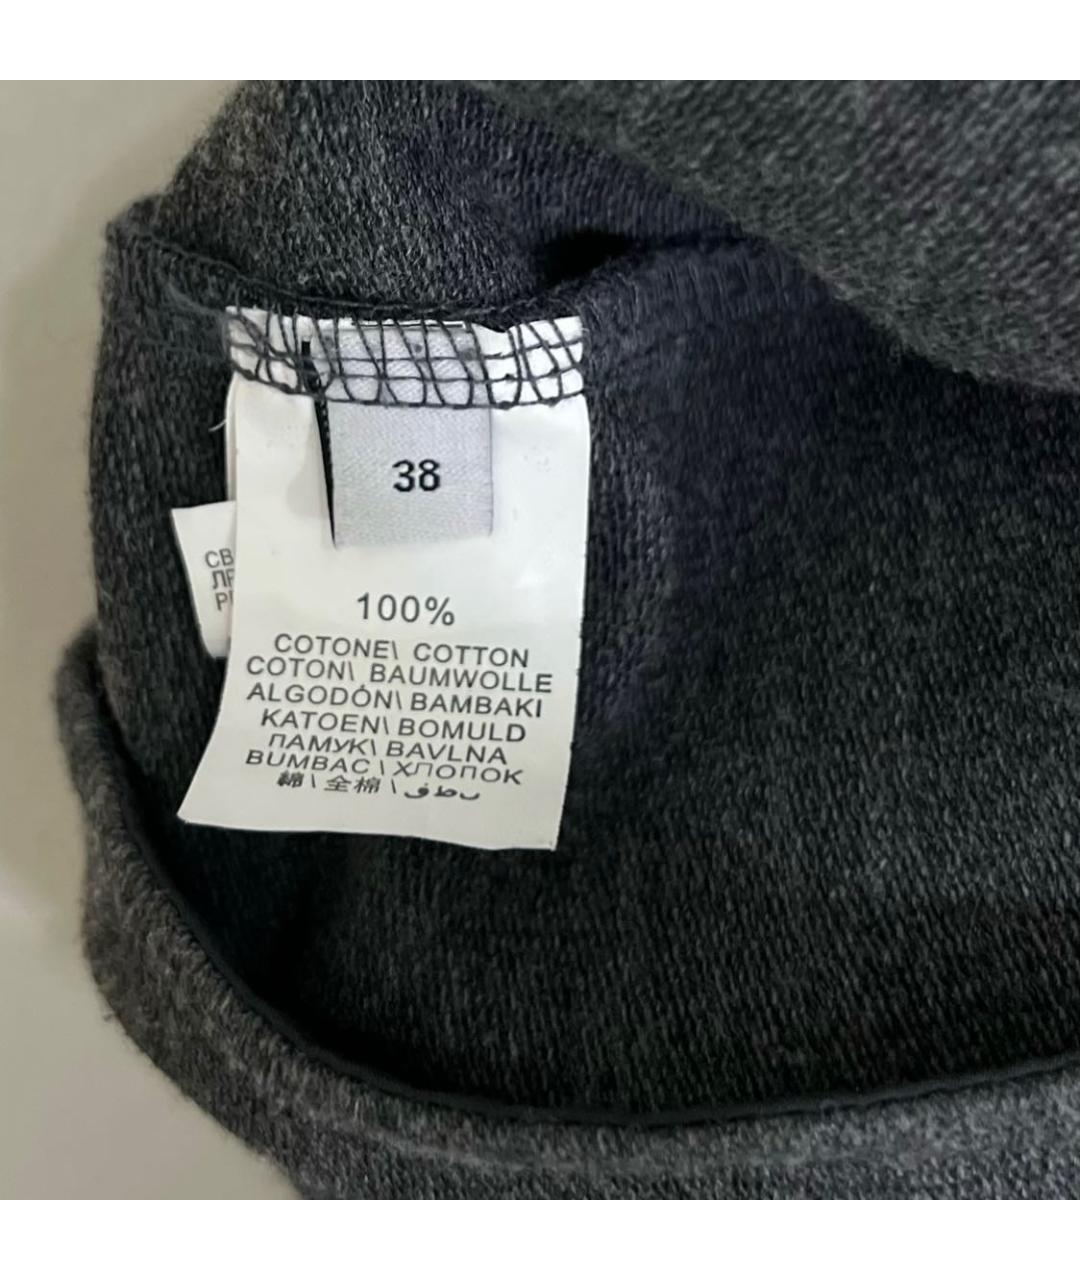 38
100%
COTONE\ COTTON
COTON\ BAUMWOLLE
ALGODÓN\ BAMBAKI
KATOEN\ BOMULD
ПАМУК\ BAVLNA
BUMBAC \ ХЛОПОК
綿 \ 全棉 \ قطن